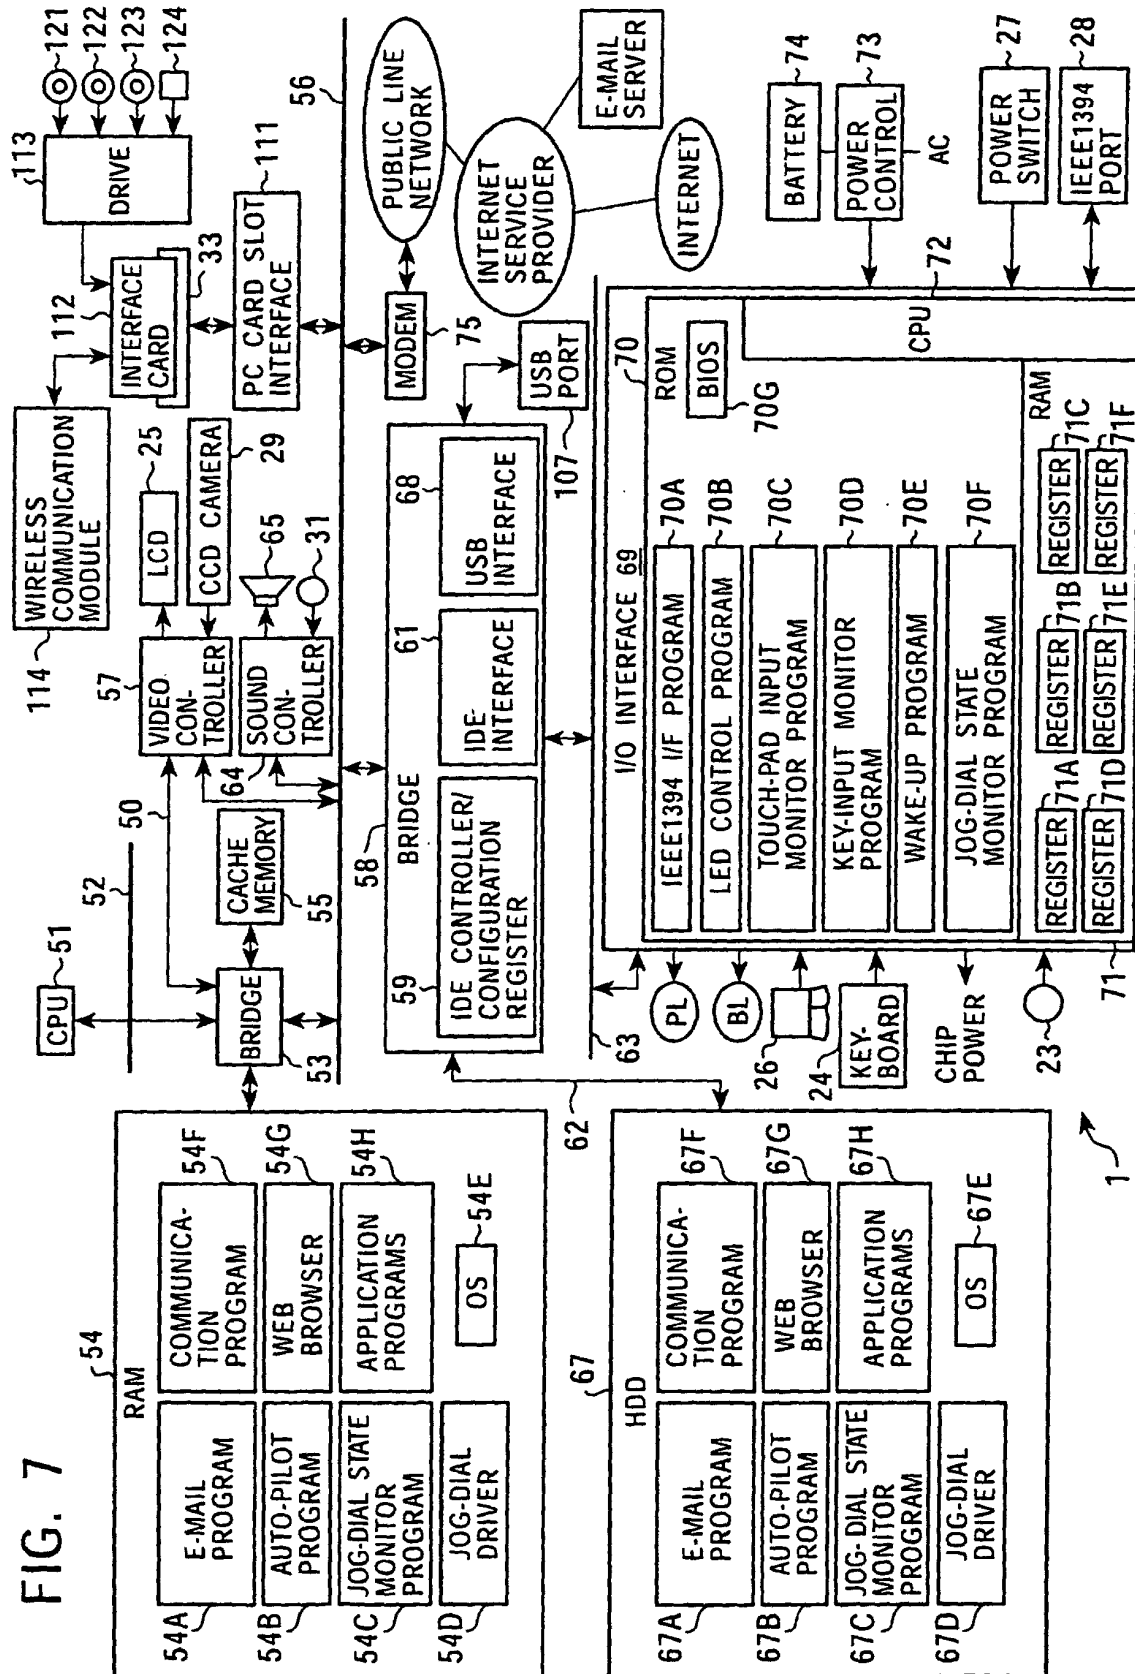 FIG. 7
54
RAM
54A
E-MAIL
PROGRAM
COMMUNICA-
TION
PROGRAM
54F
54B
AUTO-PILOT
PROGRAM
WEB
BROWSER
54G
54C
JOG-DIAL STATE
MONITOR
PROGRAM
APPLICATION
PROGRAMS
54H
54D
JOG-DIAL
DRIVER
OS
54E
67
HDD
67A
E-MAIL
PROGRAM
COMMUNICA-
TION
PROGRAM
67F
67B
AUTO-PILOT
PROGRAM
WEB
BROWSER
67G
67C
JOG-DIAL STATE
MONITOR
PROGRAM
APPLICATION
PROGRAMS
67H
67D
JOG-DIAL
DRIVER
OS
67E
62
1
CPU
51
52
50
BRIDGE
53
CACHE
MEMORY
55
114
WIRELESS
COMMUNICATION
MODULE
57
VIDEO
CON-
TROLLER
LCD
25
CCD CAMERA
29
64
SOUND
CON-
TROLLER
65
31
112
INTERFACE
CARD
33
113
DRIVE
121
122
123
124
PC CARD SLOT
INTERFACE
111
56
58
BRIDGE
59
IDE CONTROLLER/
CONFIGURATION
REGISTER
61
IDE-
INTERFACE
68
USB
INTERFACE
MODEM
75
USB
PORT
107
PUBLIC LINE
NETWORK
INTERNET
SERVICE
PROVIDER
E-MAIL
SERVER
INTERNET
63
I/O INTERFACE 69
70
ROM
IEEE1394 I/F PROGRAM
70A
LED CONTROL PROGRAM
70B
TOUCH-PAD INPUT
MONITOR PROGRAM
70C
KEY-INPUT MONITOR
PROGRAM
70D
WAKE-UP PROGRAM
70E
JOG-DIAL STATE
MONITOR PROGRAM
70F
BIOS
70G
CPU
72
RAM
71
REGISTER
71A
REGISTER
71B
REGISTER
71C
REGISTER
71D
REGISTER
71E
REGISTER
71F
PL
BL
26
24
KEY-
BOARD
CHIP
POWER
23
BATTERY
74
POWER
CONTROL
73
AC
POWER
SWITCH
27
IEEE1394
PORT
28